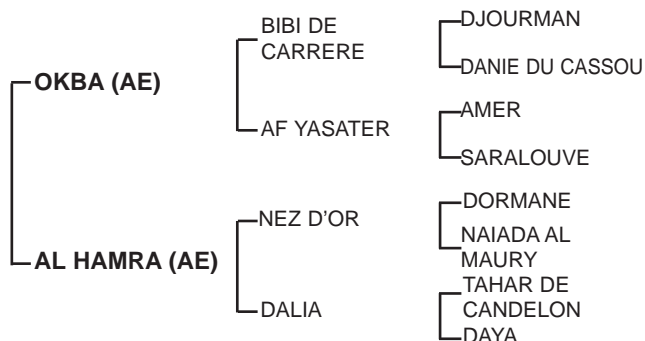 BIBI DE
CARRERE
DJOURMAN
DANIE DU CASSOU
OKBA (AE)
AF YASATER
AMER
SARALOUVE
AL HAMRA (AE)
NEZ D'OR
DORMANE
NAIADA AL
MAURY
DALIA
TAHAR DE
CANDELON
DAYA